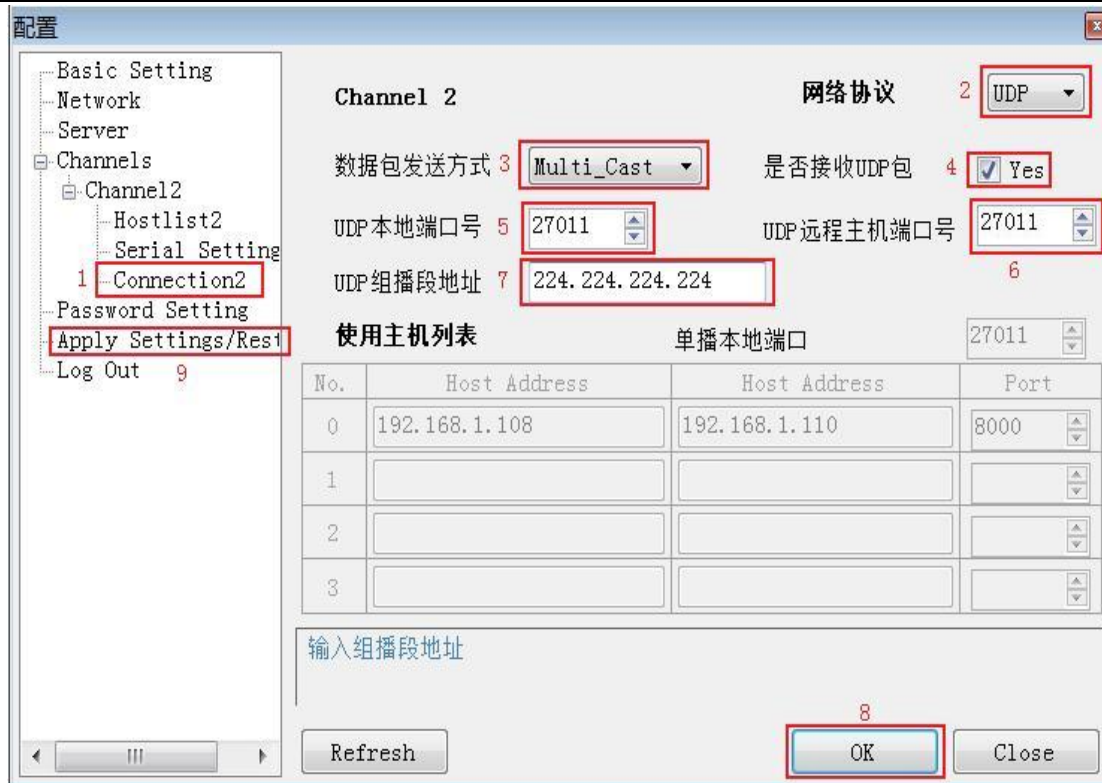 配置
Basic Setting
Network
Server
Channels
Channel2
Hostlist2
Serial Setting
1 Connection2
Password Setting
Apply Settings/Rest
Log Out 9
Channel 2 网络协议 2 UDP
数据包发送方式 3 Multi_Cast 是否接收UDP包 4 Yes
UDP本地端口号 5 27011 UDP远程主机端口号 27011
6
UDP组播段地址 7 224.224.224.224
使用主机列表 单播本地端口 27011
No. Host Address Host Address Port
0 192.168.1.108 192.168.1.110 8000
1
2
3
输入组播段地址
8
Refresh OK Close